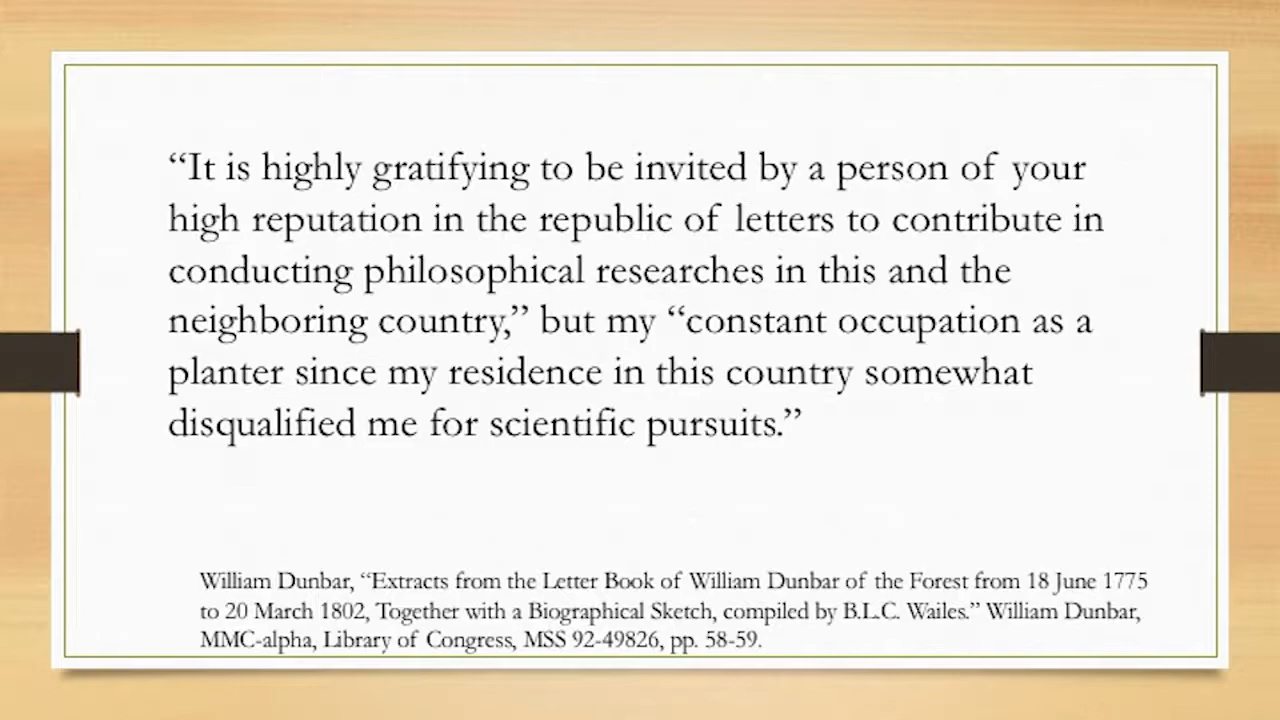 “It is highly gratifying to be invited by a person of your
high reputation in the republic of letters to contribute in
conducting philosophical researches in this and the
neighboring country,” but my “constant occupation as a
planter since my residence in this country somewhat
disqualified me for scientific pursuits.”
William Dunbar, “Extracts from the Letter Book of William Dunbar of the Forest from 18 June 1775
to 20 March 1802, Together with a Biographical Sketch, compiled by B.L.C. Wailes.” William Dunbar,
MMC-alpha, Library of Congress, MSS 92-49826, pp. 58-59.